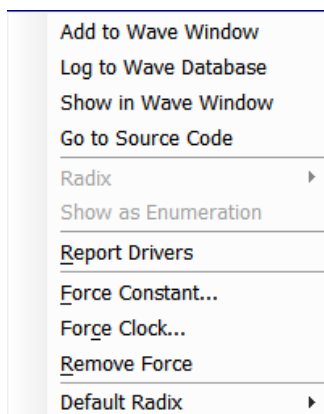 Add to Wave Window
Log to Wave Database
Show in Wave Window
Go to Source Code
Radix
Show as Enumeration
Report Drivers
Force Constant...
Force Clock...
Remove Force
Default Radix